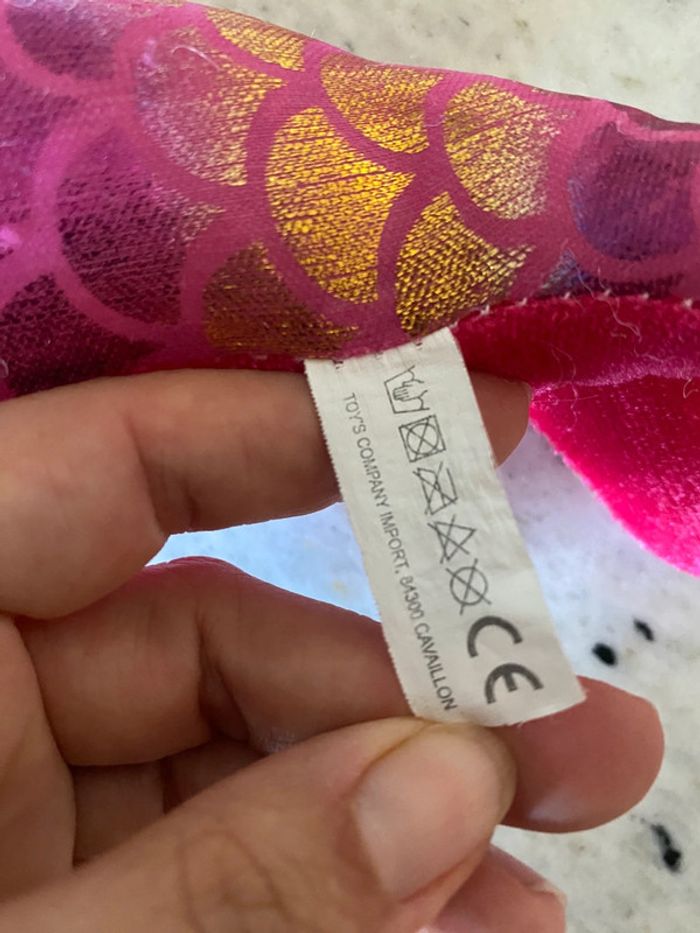 TOY'S COMPANY IMPORT, 84300 CAVAILLON
CE